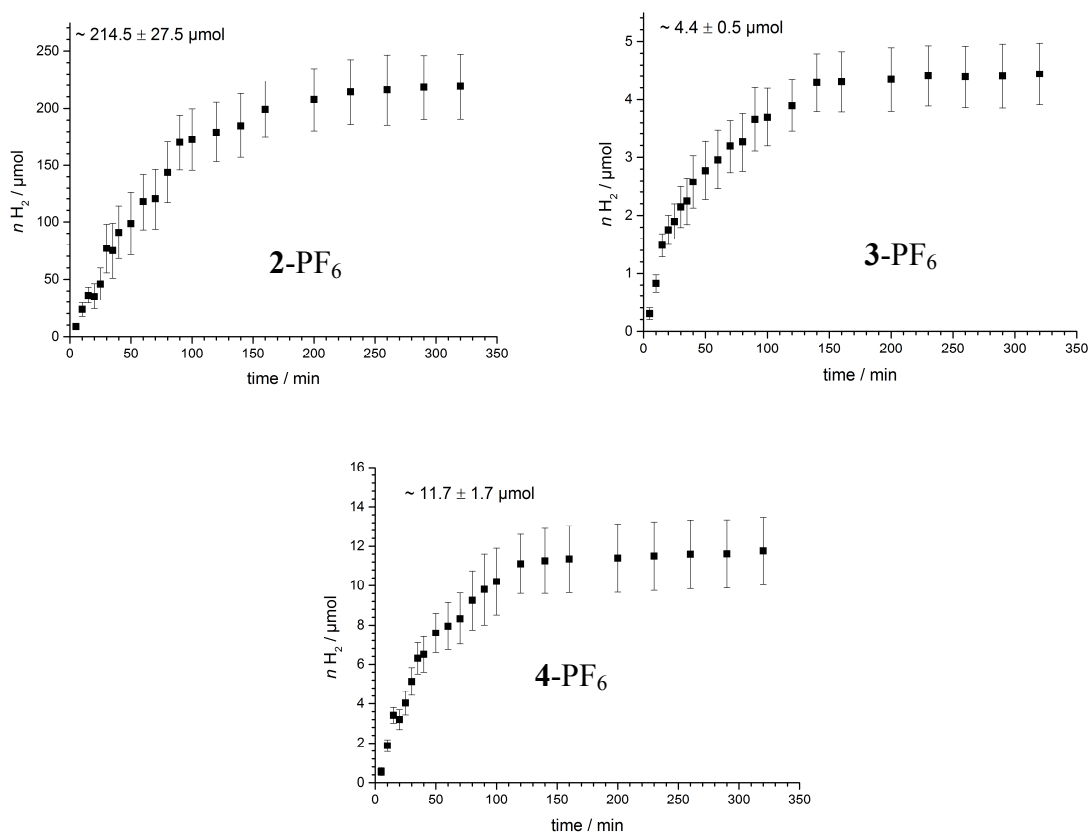 ~ 214.5 ± 27.5 µmol
250
200
150
100
50
0
n H2 / µmol
2-PF6
0 50 100 150 200 250 300 350
time / min
~ 4.4 ± 0.5 µmol
5
4
3
2
1
0
n H2 / µmol
3-PF6
0 50 100 150 200 250 300 350
time / min
~ 11.7 ± 1.7 µmol
16
14
12
10
8
6
4
2
0
n H2 / µmol
4-PF6
0 50 100 150 200 250 300 350
time / min